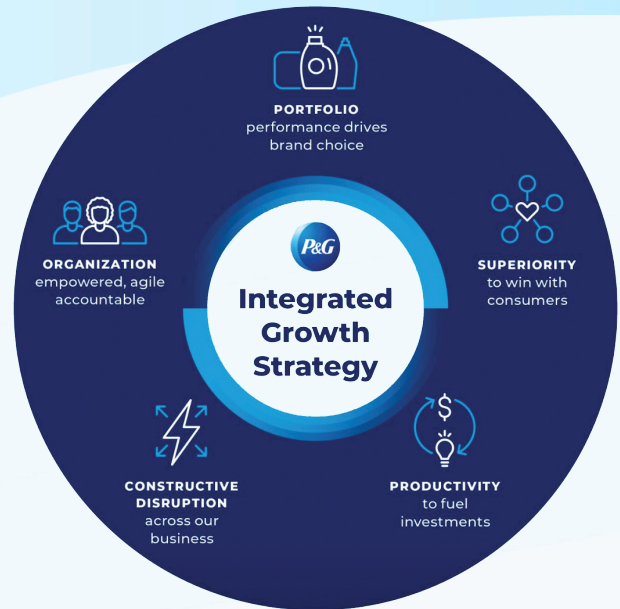 PORTFOLIO
performance drives
brand choice
SUPERIORITY
to win with
consumers
PRODUCTIVITY
to fuel
investments
CONSTRUCTIVE
DISRUPTION
across our
business
ORGANIZATION
empowered, agile
accountable
P&G
Integrated
Growth
Strategy
$